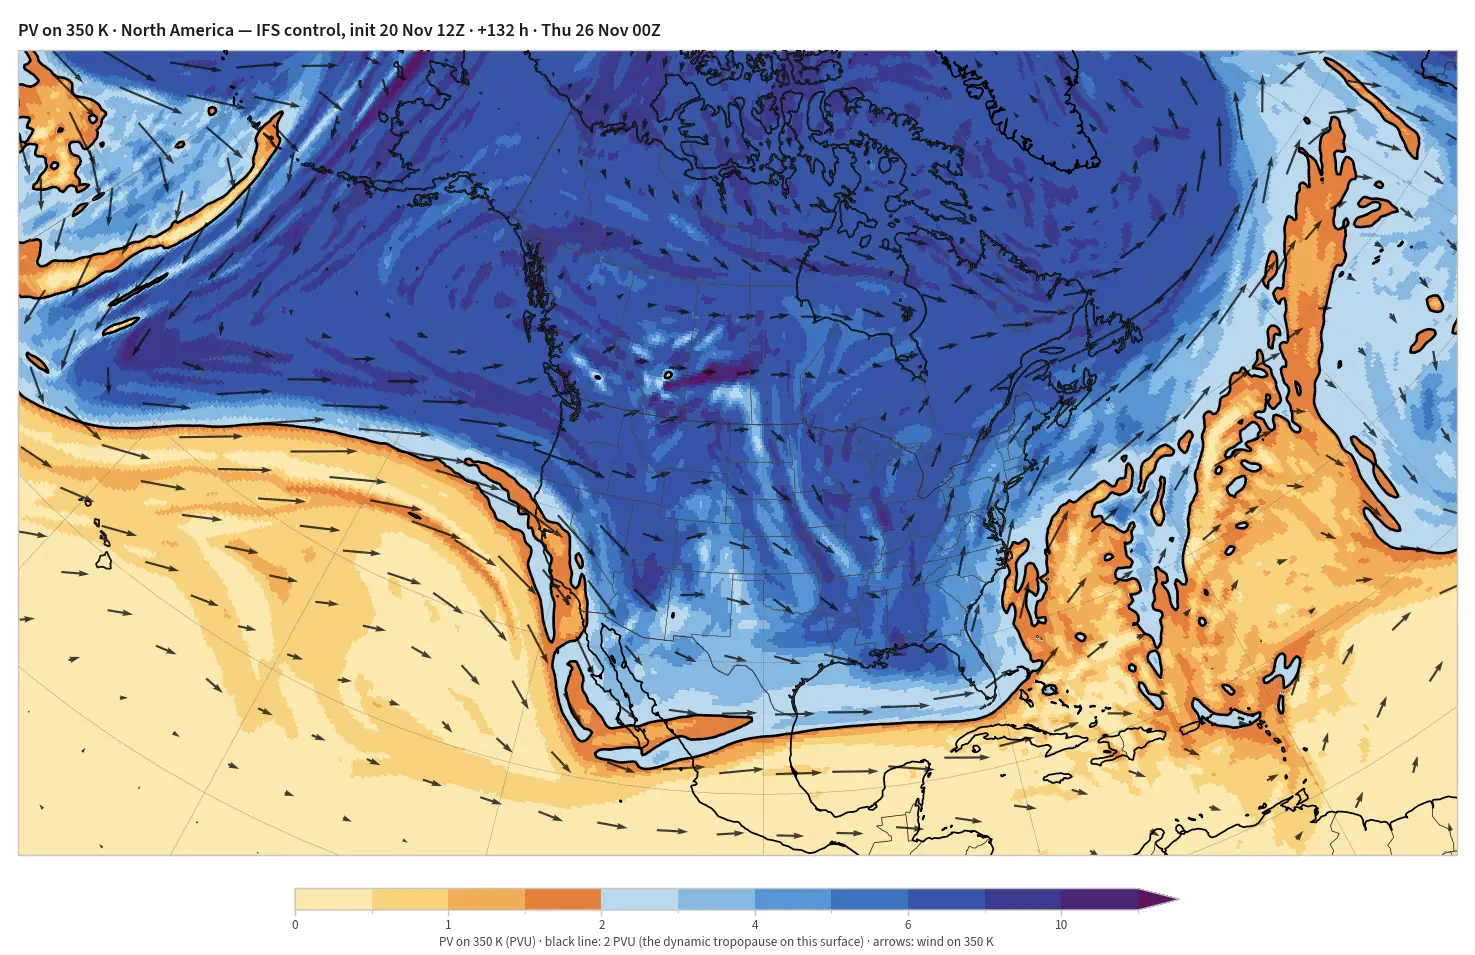 PV on 350 K · North America — IFS control, init 20 Nov 12Z · +132 h · Thu 26 Nov 00Z
0 1 2 4 6 10
PV on 350 K (PVU) · black line: 2 PVU (the dynamic tropopause on this surface) · arrows: wind on 350 K